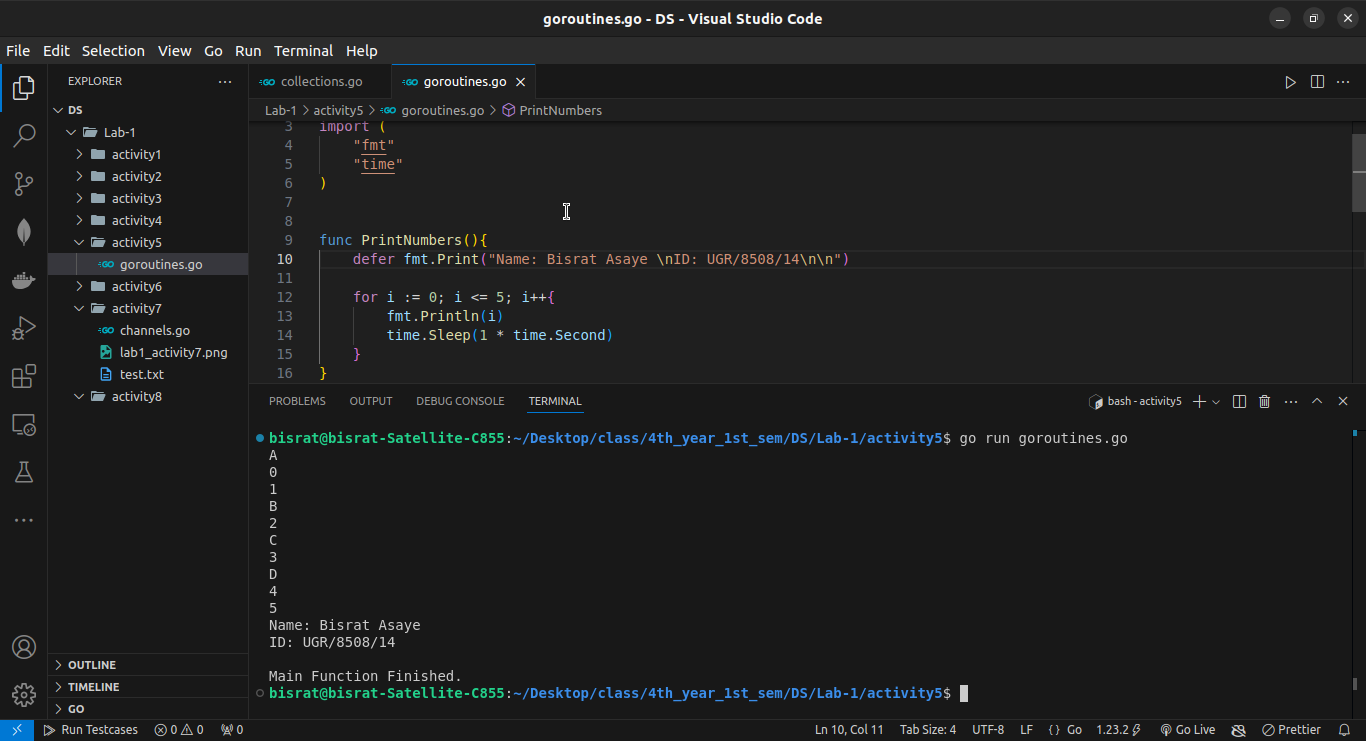 goroutines.go - DS - Visual Studio Code
File Edit Selection View Go Run Terminal Help
EXPLORER
DS
Lab-1
activity1
activity2
activity3
activity4
activity5
goroutines.go
activity6
activity7
channels.go
lab1_activity7.png
test.txt
activity8
OUTLINE
TIMELINE
GO
GO collections.go
GO goroutines.go
Lab-1 > activity5 > GO goroutines.go > PrintNumbers
3 import (
4 "fmt"
5 "time"
6 )
7
8
9 func PrintNumbers(){
10 defer fmt.Print("Name: Bisrat Asaye \nID: UGR/8508/14\n\n")
11
12 for i := 0; i <= 5; i++{
13 fmt.Println(i)
14 time.Sleep(1 * time.Second)
15 }
16 }
PROBLEMS OUTPUT DEBUG CONSOLE TERMINAL
bash - activity5
bisrat@bisrat-Satellite-C855:~/Desktop/class/4th_year_1st_sem/DS/Lab-1/activity5$ go run goroutines.go
A
0
1
B
2
C
3
D
4
5
Name: Bisrat Asaye
ID: UGR/8508/14
Main Function Finished.
bisrat@bisrat-Satellite-C855:~/Desktop/class/4th_year_1st_sem/DS/Lab-1/activity5$
Run Testcases 0 0 0 Ln 10, Col 11 Tab Size: 4 UTF-8 LF {} Go 1.23.2 Go Live Prettier